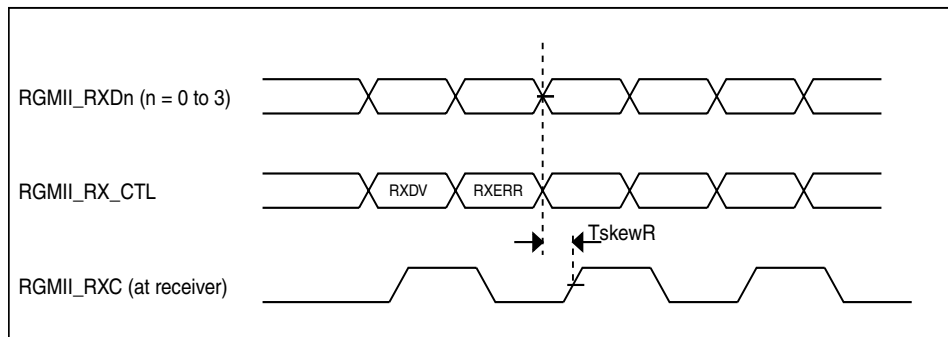 RGMII_RXDn (n = 0 to 3)
RGMII_RX_CTL
RXDV
RXERR
TskewR
RGMII_RXC (at receiver)